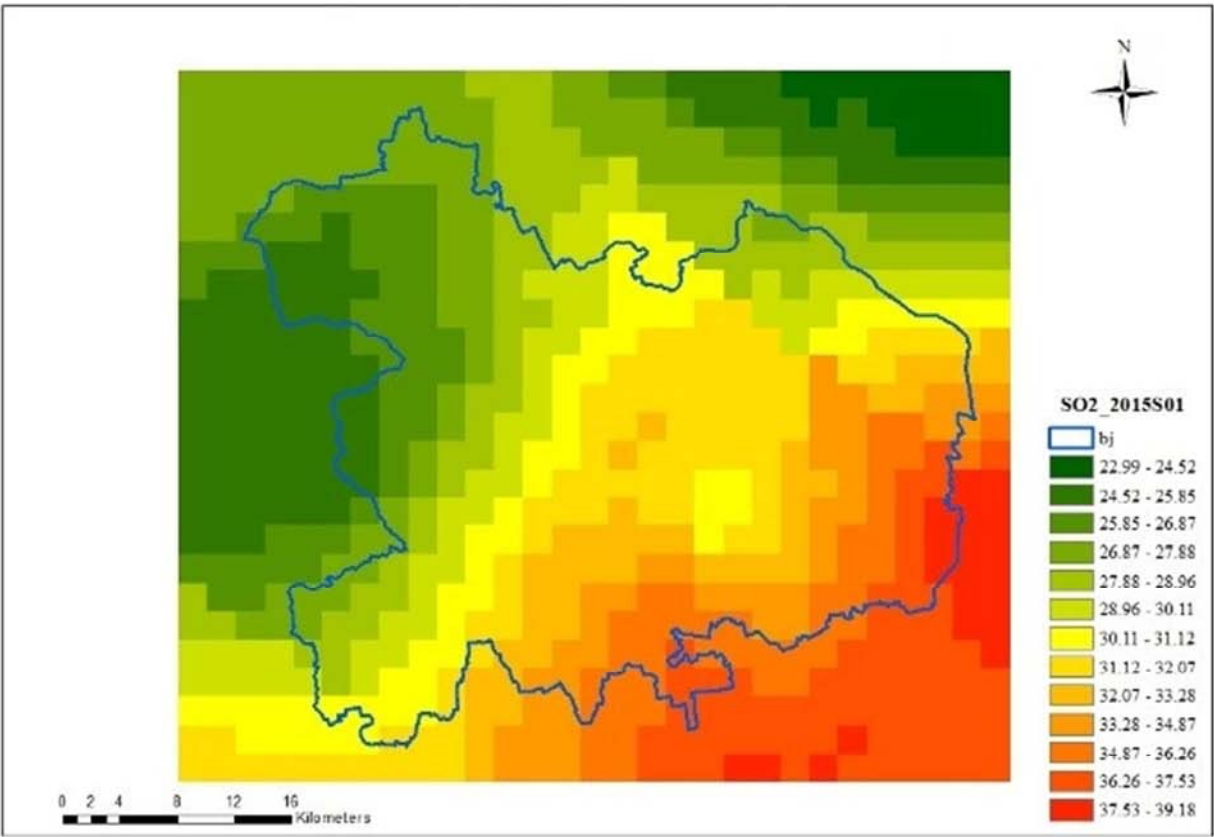 N
SO2_2015S01
bj
22.99 - 24.52
24.52 - 25.85
25.85 - 26.87
26.87 - 27.88
27.88 - 28.96
28.96 - 30.11
30.11 - 31.12
31.12 - 32.07
32.07 - 33.28
33.28 - 34.87
34.87 - 36.26
36.26 - 37.53
37.53 - 39.18
0 2 4 8 12 16
Kilometers